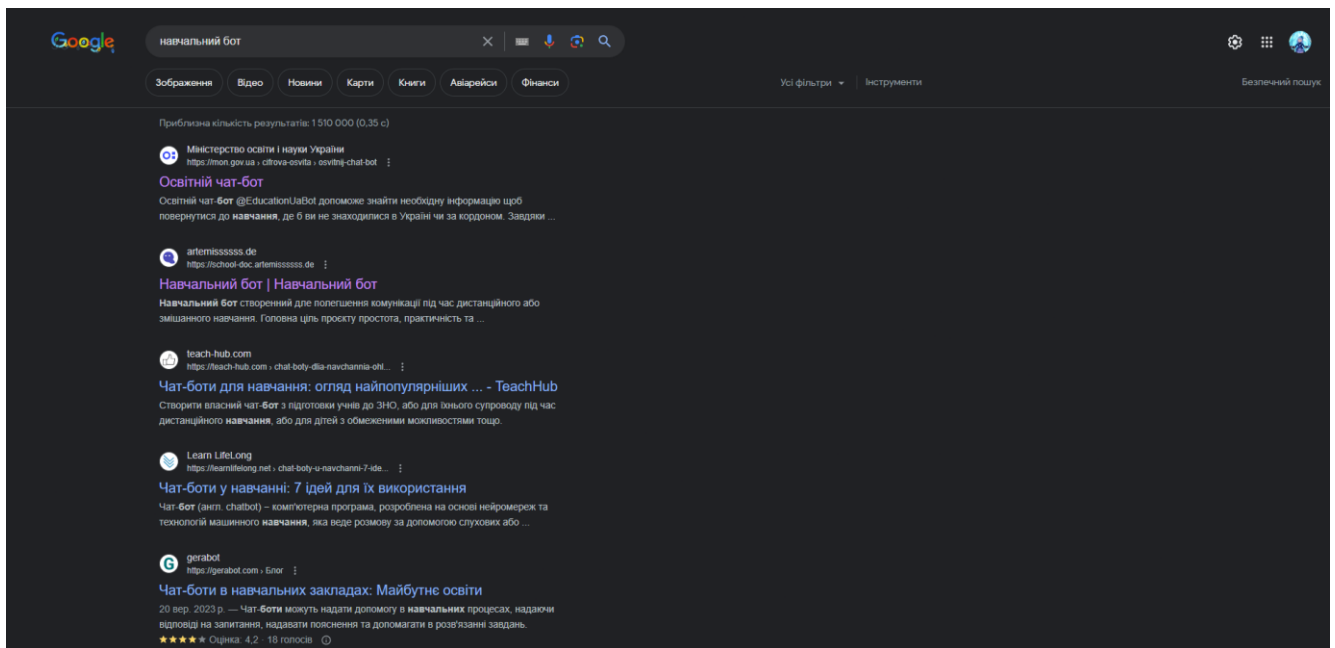 Google
навчальний бот
Зображення Відео Новини Карти Книги Авіарейси Фінанси Усі фільтри Інструменти Безпечний пошук
Приблизна кількість результатів: 1 510 000 (0,35 с)
Міністерство освіти і науки України
https://mon.gov.ua › cifrova-osvita › osvitnij-chat-bot
Освітній чат-бот
Освітній чат-бот @EducationUaBot допоможе знайти необхідну інформацію щоб
повернутися до навчання, де б ви не знаходилися в Україні чи за кордоном. Завдяки ...
artemissssss.de
https://school-doc.artemissssss.de
Навчальний бот | Навчальний бот
Навчальний бот створенний дле полегшення комунікації під час дистанційного або
змішанного навчання. Головна ціль проєкту простота, практичність та ...
teach-hub.com
https://teach-hub.com › chat-boty-dlia-navchannia-ohl...
Чат-боти для навчання: огляд найпопулярніших ... - TeachHub
Створити власний чат-бот з підготовки учнів до ЗНО, або для їхнього супроводу під час
дистанційного навчання, або для дітей з обмеженими можливостями тощо.
Learn LifeLong
https://learnlifelong.net › chat-boty-u-navchanni-7-ide...
Чат-боти у навчанні: 7 ідей для їх використання
Чат-бот (англ. chatbot) – комп'ютерна програма, розроблена на основі нейромереж та
технологій машинного навчання, яка веде розмову за допомогою слухових або ...
gerabot
https://gerabot.com › Блог
Чат-боти в навчальних закладах: Майбутнє освіти
20 вер. 2023 р. — Чат-боти можуть надати допомогу в навчальних процесах, надаючи
відповіді на запитання, надавати пояснення та допомагати в розв'язанні завдань.
Оцінка: 4,2 · 18 голосів